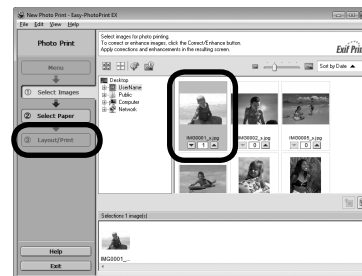 New Photo Print - Easy-PhotoPrint EX
File Edit View Help
Photo Print
Select images for photo printing.
To correct or enhance images, click the Correct/Enhance button.
Apply corrections and enhancements in the resulting screen.
Exif Print
Menu
Sort by Date
① Select Images
② Select Paper
③ Layout/Print
Desktop
UserName
Public
Computer
Network
IMG0001_s.jpg
IMG0002_s.jpg
IMG0005_s.jpg
1
0
0
Selections:1 image(s)
IMG0001_...
Help
Exit